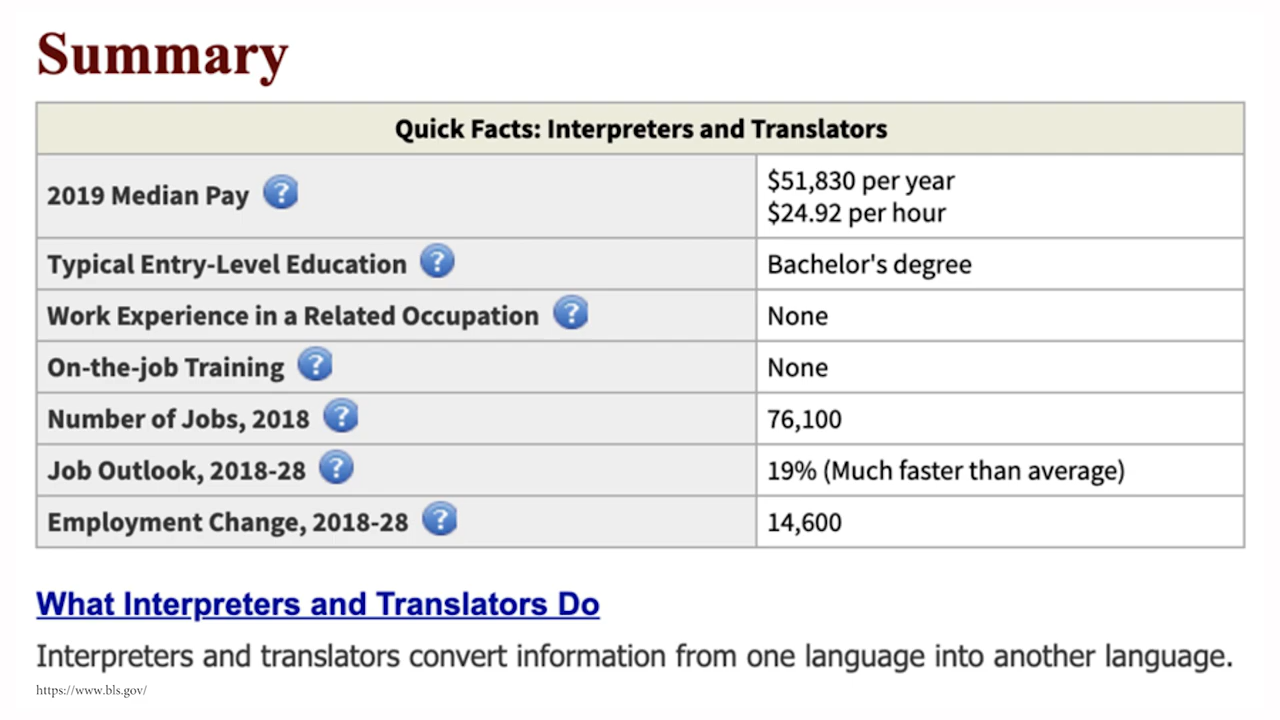 Summary
Quick Facts: Interpreters and Translators
2019 Median Pay ?
$51,830 per year
$24.92 per hour
Typical Entry-Level Education ?
Bachelor's degree
Work Experience in a Related Occupation ?
None
On-the-job Training ?
None
Number of Jobs, 2018 ?
76,100
Job Outlook, 2018-28 ?
19% (Much faster than average)
Employment Change, 2018-28 ?
14,600
What Interpreters and Translators Do
Interpreters and translators convert information from one language into another language.
https://www.bls.gov/